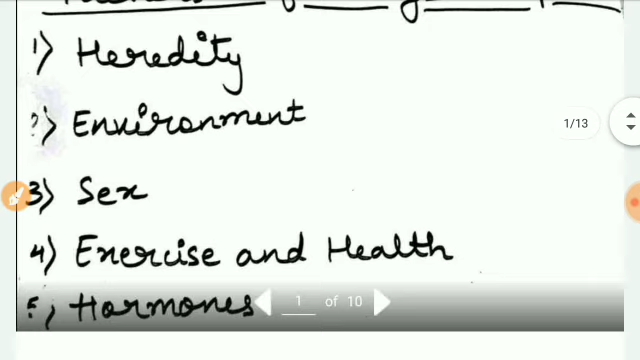 1) Heredity
2) Environment
1/13
3) Sex
4) Exercise and Health
5) Hormones
1 of 10